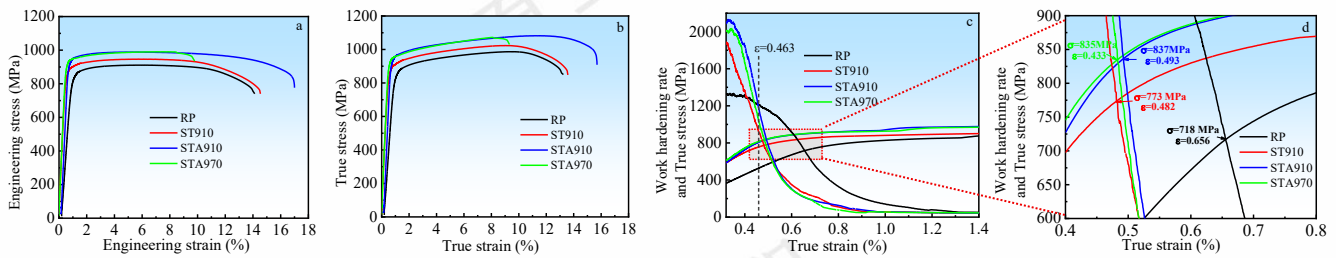 a
Engineering stress (MPa)
1200
1000
800
600
400
200
0
RP
ST910
STA910
STA970
0 2 4 6 8 10 12 14 16 18
Engineering strain (%)
b
True stress (MPa)
1200
1000
800
600
400
200
0
RP
ST910
STA910
STA970
0 2 4 6 8 10 12 14 16 18
True strain (%)
c
Work hardening rate
and True stress (MPa)
2000
1600
1200
800
400
0
ε=0.463
RP
ST910
STA910
STA970
0.4 0.6 0.8 1.0 1.2 1.4
True strain (%)
d
Work hardening rate
and True stress (MPa)
900
850
800
750
700
650
600
σ=835MPa
ε=0.433
σ=837MPa
ε=0.493
σ=773 MPa
ε=0.482
σ=718 MPa
ε=0.656
RP
ST910
STA910
STA970
0.4 0.5 0.6 0.7 0.8
True strain (%)